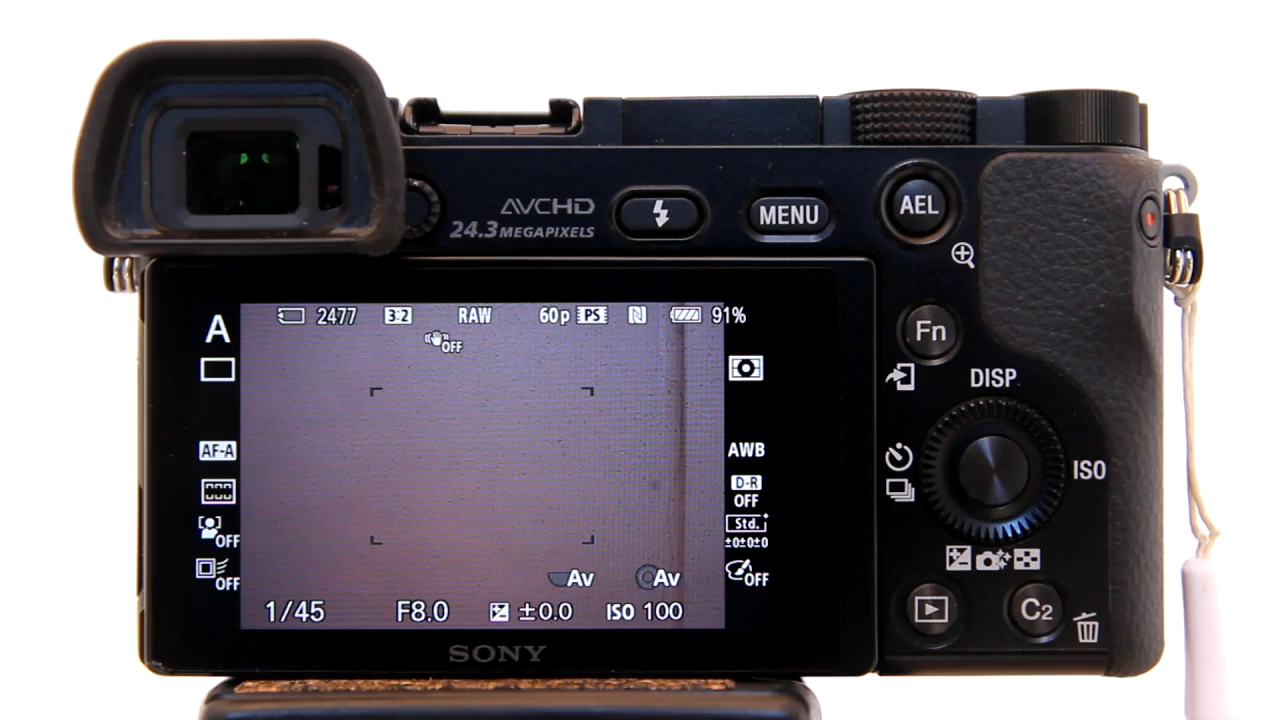 AVCHD
24.3 MEGAPIXELS
MENU
AEL
Fn
DISP
ISO
C2
A
2477 3:2 RAW 60p PS N 91%
OFF
AF-A
OFF
OFF
AWB
D-R
OFF
Std.
±0±0±0
OFF
Av Av
1/45 F8.0 ±0.0 ISO 100
SONY